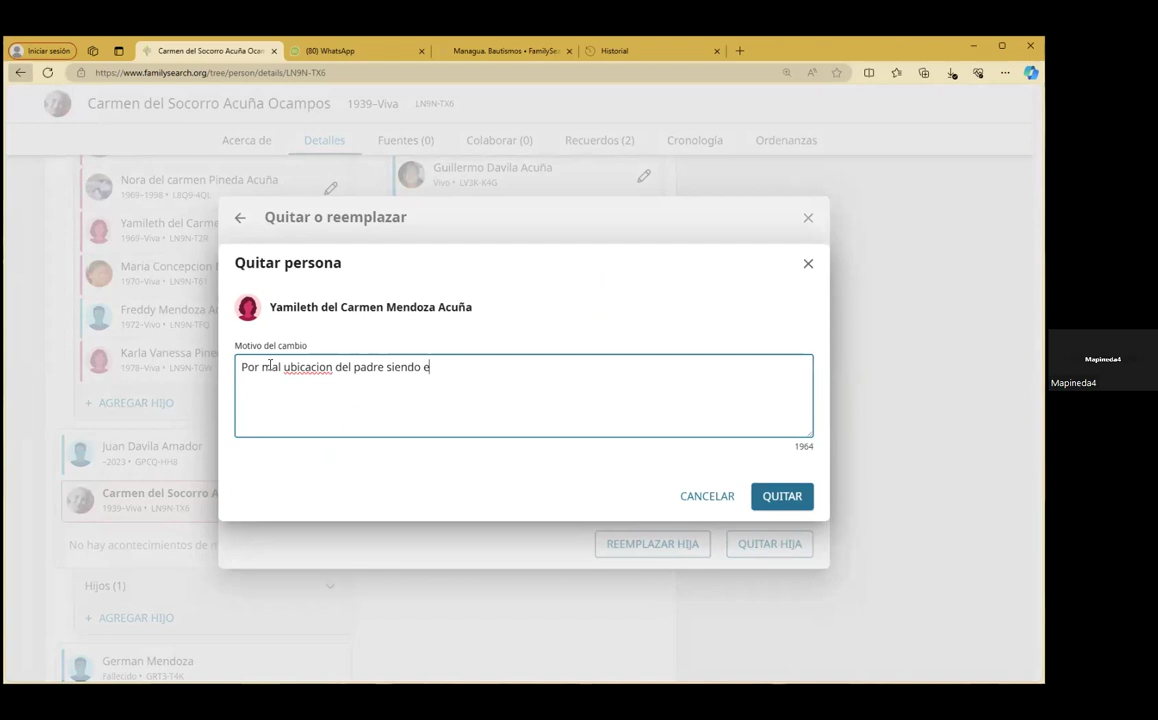 Iniciar sesión
Carmen del Socorro Acuña Ocam
(80) WhatsApp
Managua, Bautismos • FamilySea
Historial
https://www.familysearch.org/tree/person/details/LN9N-TX6
Carmen del Socorro Acuña Ocampos 1939–Viva • LN9N-TX6
Acerca de
Detalles
Fuentes (0)
Colaborar (0)
Recuerdos (2)
Cronología
Ordenanzas
Nora del carmen Pineda Acuña
1969–1998 • L8Q9-4QL
Guillermo Davila Acuña
Vivo • LV3K-K4G
Yamileth del Carme
1969–Viva • LN9N-T2R
Maria Concepcion
1970–Viva • LN9N-T61
Freddy Mendoza A
1972–Vivo • LN9N-TFQ
Karla Vanessa Pine
1978–Viva •
+ AGREGAR HIJO
Juan Davila Amador
–2023 • GPCQ-HH8
Carmen del Socorro A
1939–Viva • LN9N-TX6
No hay acontecimientos de m
Hijos (1)
+ AGREGAR HIJO
German Mendoza
Fallecido • GRT3-T4K
Quitar o reemplazar
Quitar persona
Yamileth del Carmen Mendoza Acuña
Motivo del cambio
Por mal ubicacion del padre siendo e
1964
CANCELAR
QUITAR
REEMPLAZAR HIJA
QUITAR HIJA
Mapineda4
Mapineda4